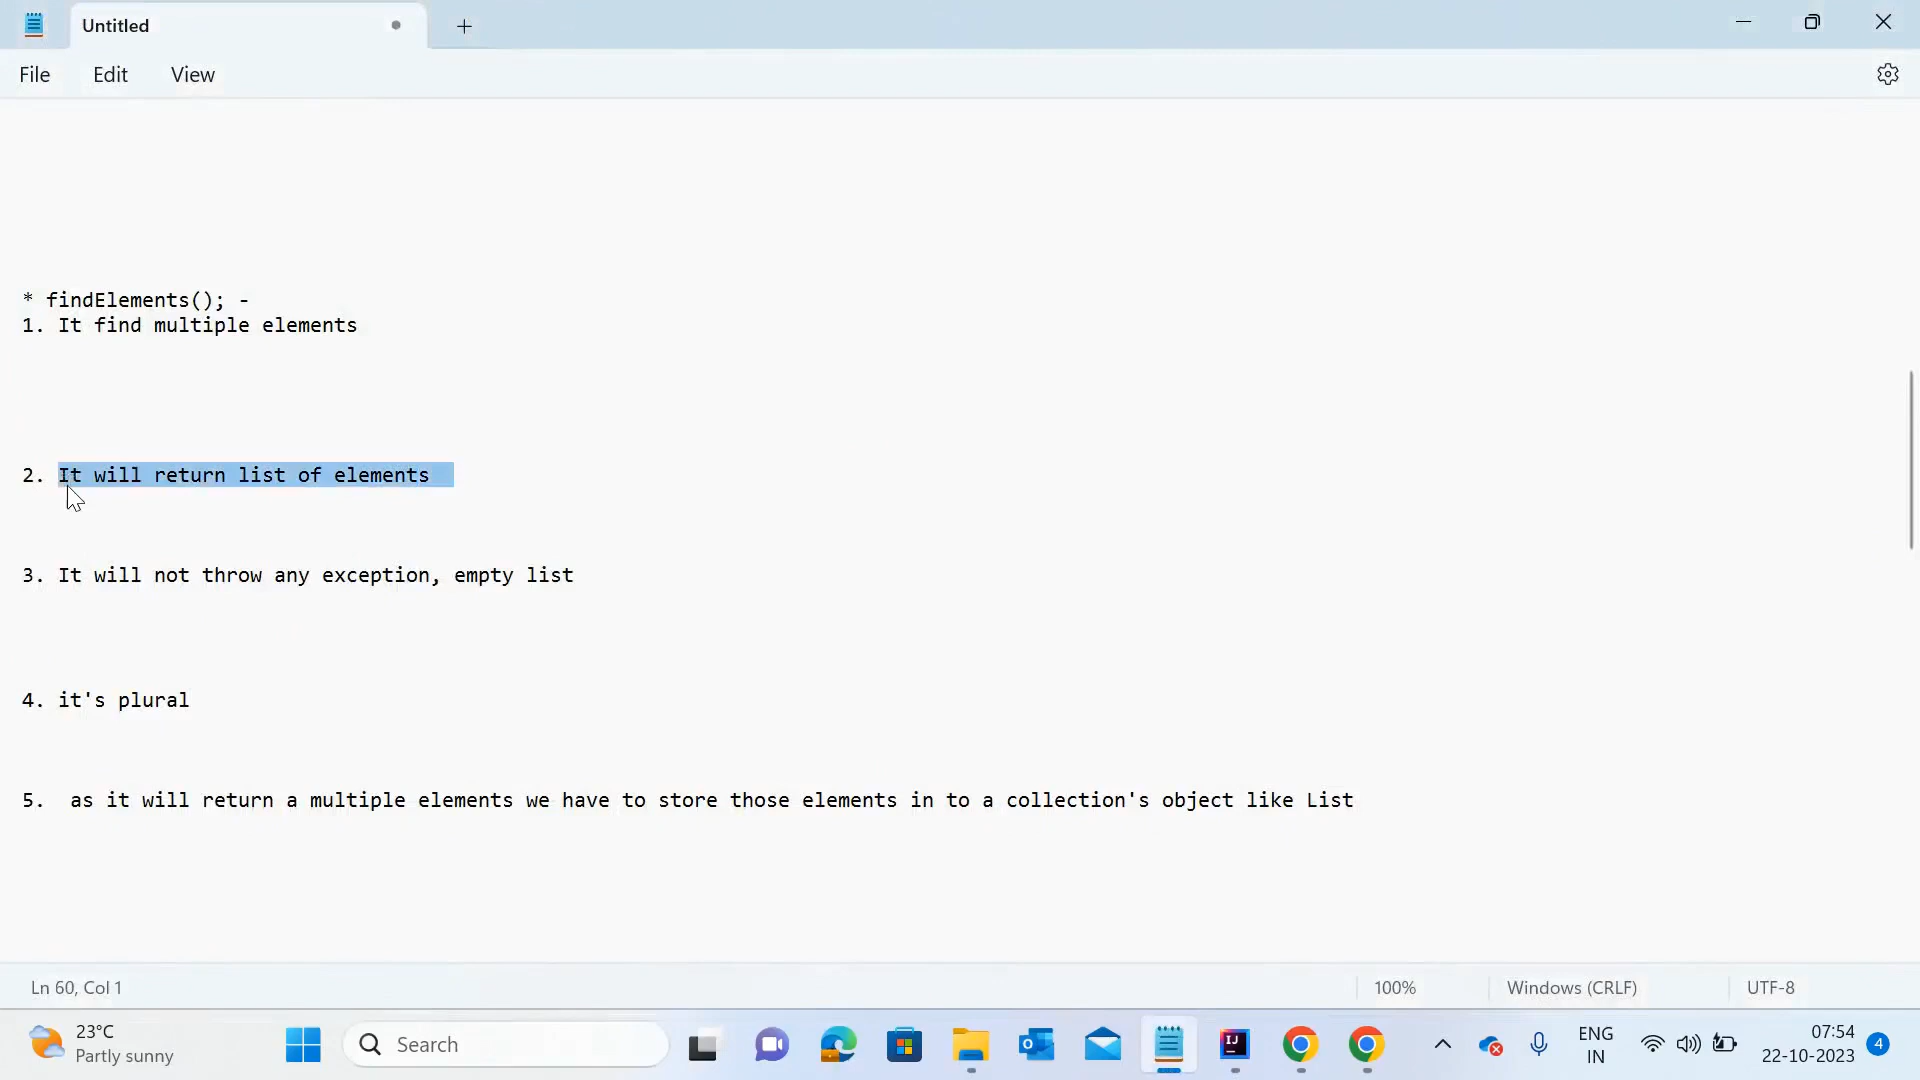 Untitled
File Edit View
* findElements(); -
1. It find multiple elements
2. It will return list of elements
3. It will not throw any exception, empty list
4. it's plural
5.  as it will return a multiple elements we have to store those elements in to a collection's object like List
Ln 60, Col 1
100%
Windows (CRLF)
UTF-8
23°C
Partly sunny
Search
ENG
IN
07:54
22-10-2023
4